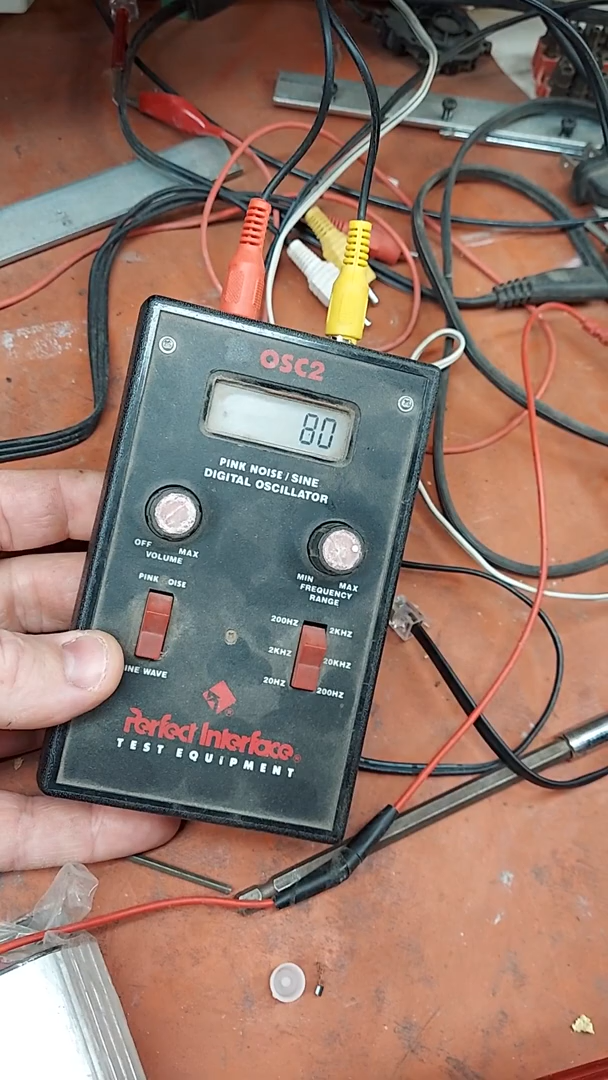 OSC2
80
PINK NOISE / SINE
DIGITAL OSCILLATOR
OFF MAX
VOLUME
MIN MAX
FREQUENCY
RANGE
PINK OISE
200HZ 2KHZ
2KHZ 20KHZ
20HZ 200HZ
INE WAVE
Perfect Interface®
TEST EQUIPMENT